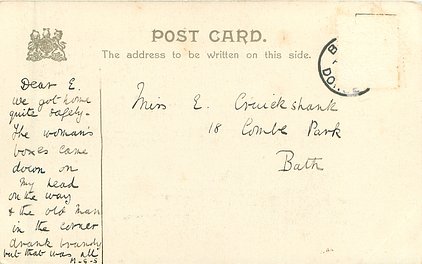 POST CARD.
The address to be written on this side.
Dear E.
we got home
quite safely.
The woman's
boxes came
down on
my head
on the way
& the old man
in the corner
drank brandy
but that was all
M.E.S
Miss E. Cruickshank
18 Combe Park
Bath